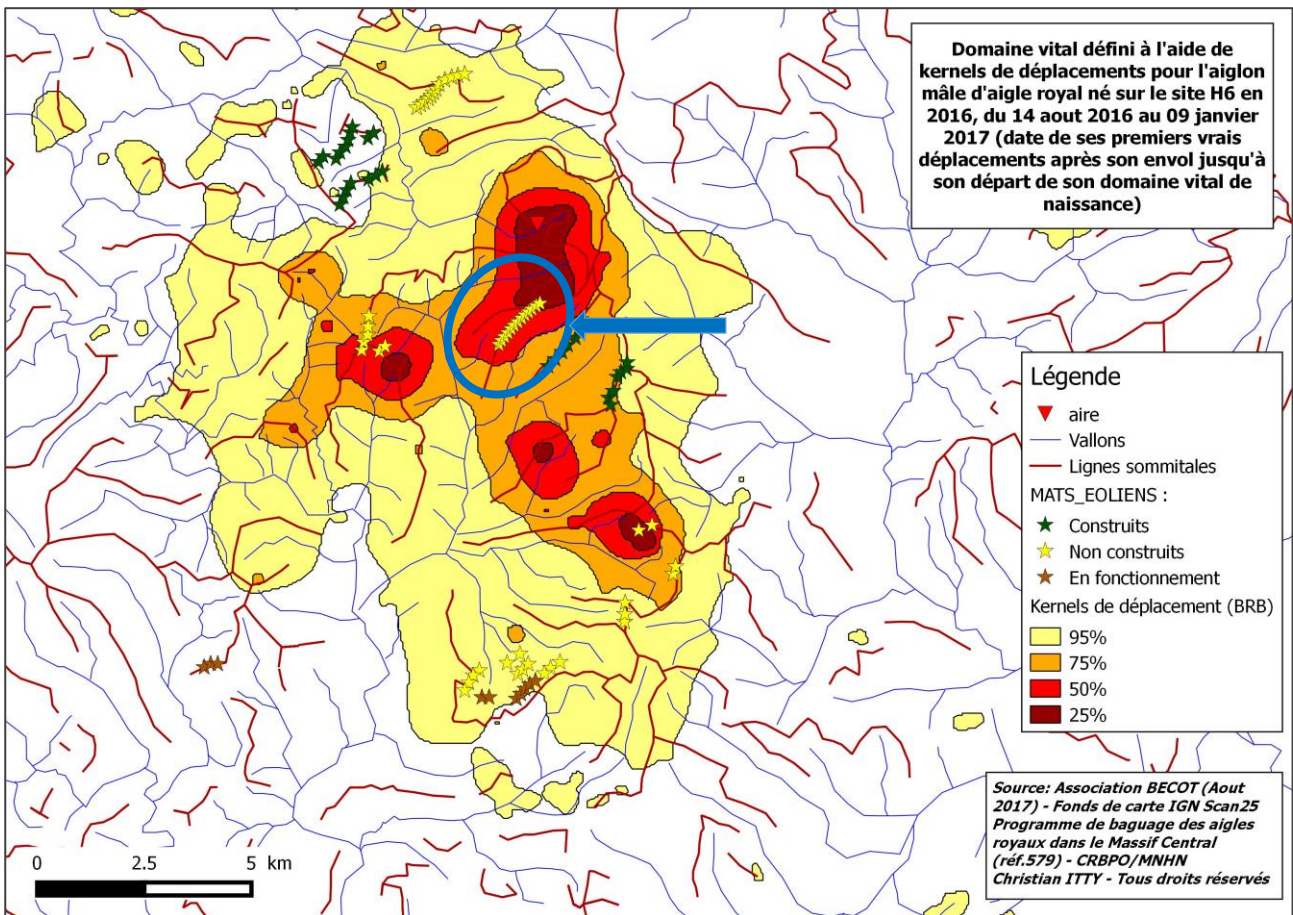 Domaine vital défini à l'aide de
kernels de déplacements pour l'aiglon
mâle d'aigle royal né sur le site H6 en
2016, du 14 aout 2016 au 09 janvier
2017 (date de ses premiers vrais
déplacements après son envol jusqu'à
son départ de son domaine vital de
naissance)
Légende
aire
Vallons
Lignes sommitales
MATS_EOLIENS :
Construits
Non construits
En fonctionnement
Kernels de déplacement (BRB)
95%
75%
50%
25%
Source: Association BECOT (Aout
2017) - Fonds de carte IGN Scan25
Programme de baguage des aigles
royaux dans le Massif Central
(réf.579) - CRBPO/MNHN
Christian ITTY - Tous droits réservés
0 2.5 5 km